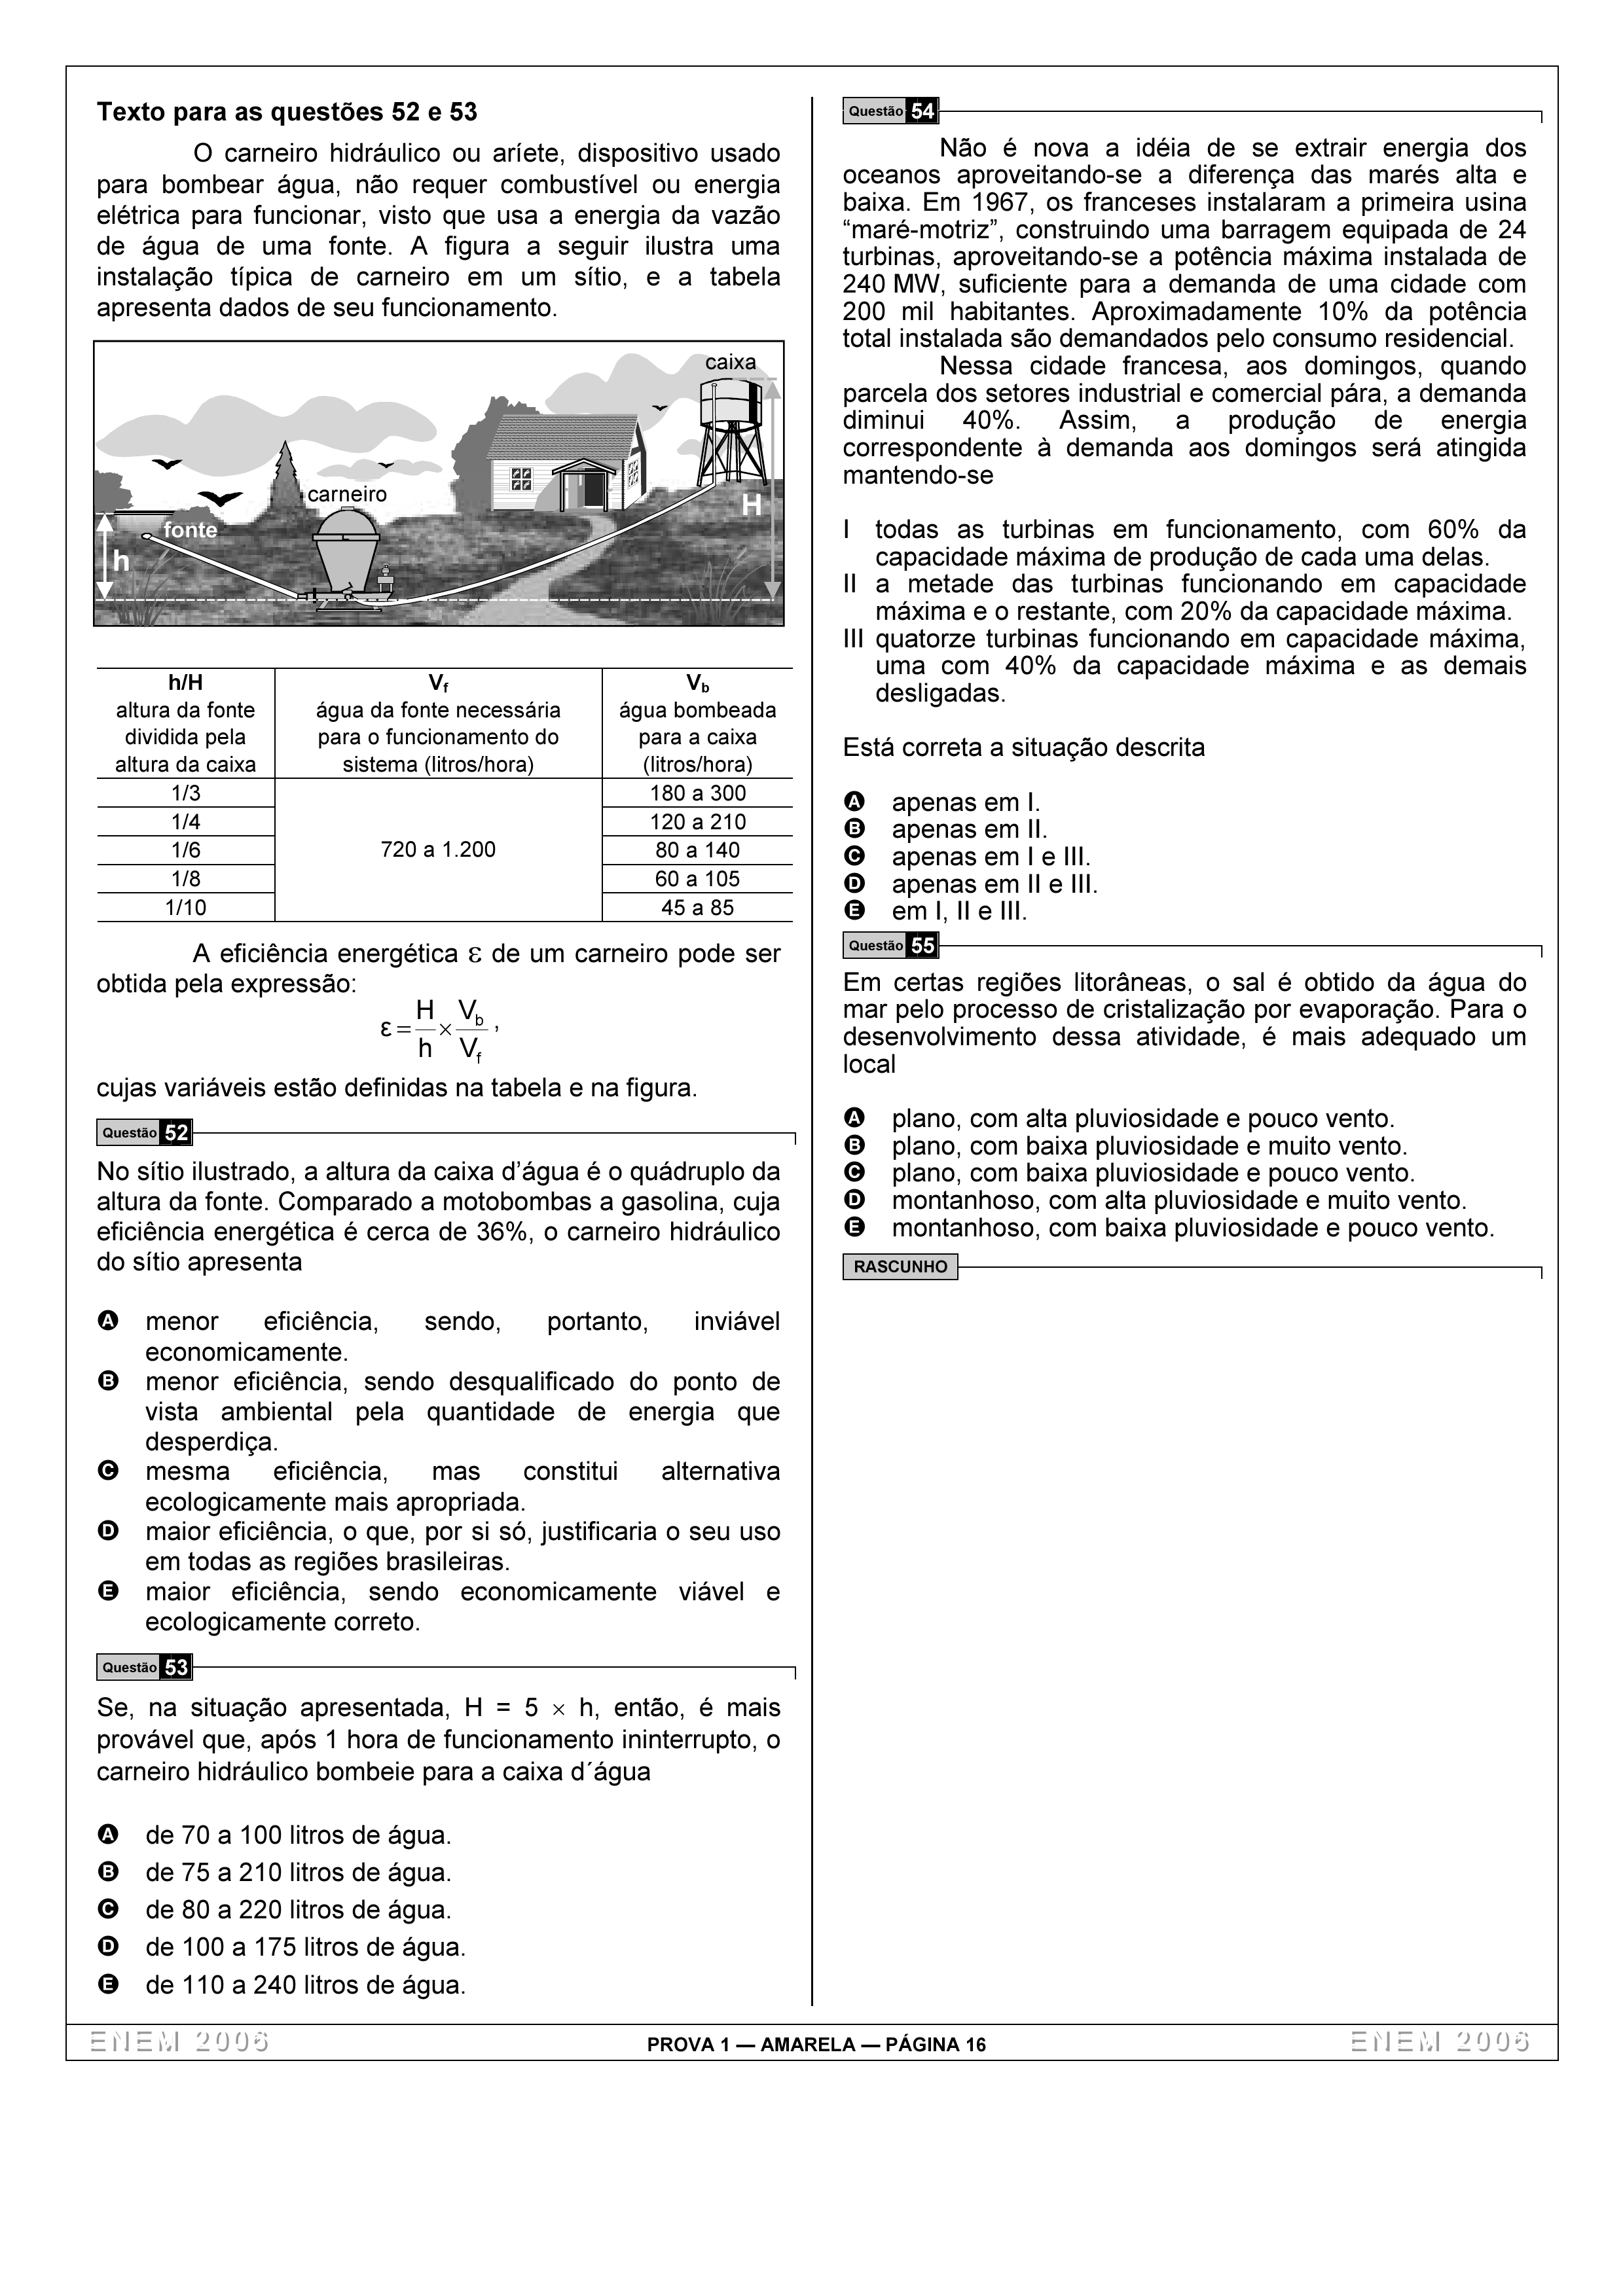 Texto para as questões 52 e 53
O carneiro hidráulico ou aríete, dispositivo usado
para bombear água, não requer combustível ou energia
elétrica para funcionar, visto que usa a energia da vazão
de água de uma fonte. A figura a seguir ilustra uma
instalação típica de carneiro em um sítio, e a tabela
apresenta dados de seu funcionamento.
caixa
carneiro
fonte
H
h
h/H
altura da fonte
dividida pela
altura da caixa
Vf
água da fonte necessária
para o funcionamento do
sistema (litros/hora)
Vb
água bombeada
para a caixa
(litros/hora)
1/3
180 a 300
1/4
120 a 210
1/6
720 a 1.200
80 a 140
1/8
60 a 105
1/10
45 a 85
A eficiência energética ε de um carneiro pode ser
obtida pela expressão:
ε = H/h × Vb/Vf ,
cujas variáveis estão definidas na tabela e na figura.
Questão 52
No sítio ilustrado, a altura da caixa d’água é o quádruplo da
altura da fonte. Comparado a motobombas a gasolina, cuja
eficiência energética é cerca de 36%, o carneiro hidráulico
do sítio apresenta
A menor eficiência, sendo, portanto, inviável
economicamente.
B menor eficiência, sendo desqualificado do ponto de
vista ambiental pela quantidade de energia que
desperdiça.
C mesma eficiência, mas constitui alternativa
ecologicamente mais apropriada.
D maior eficiência, o que, por si só, justificaria o seu uso
em todas as regiões brasileiras.
E maior eficiência, sendo economicamente viável e
ecologicamente correto.
Questão 53
Se, na situação apresentada, H = 5 × h, então, é mais
provável que, após 1 hora de funcionamento ininterrupto, o
carneiro hidráulico bombeie para a caixa d´água
A de 70 a 100 litros de água.
B de 75 a 210 litros de água.
C de 80 a 220 litros de água.
D de 100 a 175 litros de água.
E de 110 a 240 litros de água.
Questão 54
Não é nova a idéia de se extrair energia dos
oceanos aproveitando-se a diferença das marés alta e
baixa. Em 1967, os franceses instalaram a primeira usina
“maré-motriz”, construindo uma barragem equipada de 24
turbinas, aproveitando-se a potência máxima instalada de
240 MW, suficiente para a demanda de uma cidade com
200 mil habitantes. Aproximadamente 10% da potência
total instalada são demandados pelo consumo residencial.
Nessa cidade francesa, aos domingos, quando
parcela dos setores industrial e comercial pára, a demanda
diminui 40%. Assim, a produção de energia
correspondente à demanda aos domingos será atingida
mantendo-se
I todas as turbinas em funcionamento, com 60% da
capacidade máxima de produção de cada uma delas.
II a metade das turbinas funcionando em capacidade
máxima e o restante, com 20% da capacidade máxima.
III quatorze turbinas funcionando em capacidade máxima,
uma com 40% da capacidade máxima e as demais
desligadas.
Está correta a situação descrita
A apenas em I.
B apenas em II.
C apenas em I e III.
D apenas em II e III.
E em I, II e III.
Questão 55
Em certas regiões litorâneas, o sal é obtido da água do
mar pelo processo de cristalização por evaporação. Para o
desenvolvimento dessa atividade, é mais adequado um
local
A plano, com alta pluviosidade e pouco vento.
B plano, com baixa pluviosidade e muito vento.
C plano, com baixa pluviosidade e pouco vento.
D montanhoso, com alta pluviosidade e muito vento.
E montanhoso, com baixa pluviosidade e pouco vento.
RASCUNHO
ENEM 2006
PROVA 1 — AMARELA — PÁGINA 16
ENEM 2006